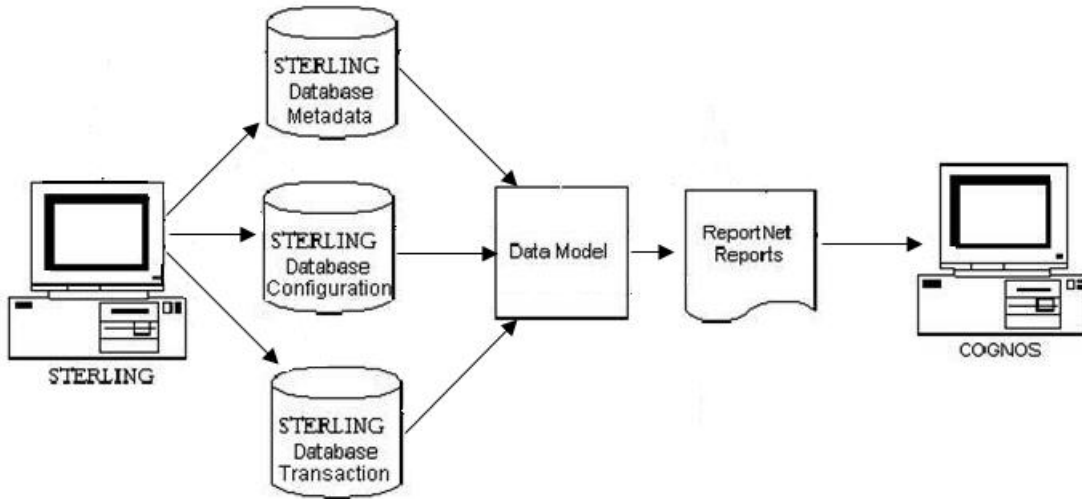 STERLING
Database
Metadata
STERLING
Database
Configuration
STERLING
Database
Transaction
STERLING
Data Model
ReportNet
Reports
COGNOS